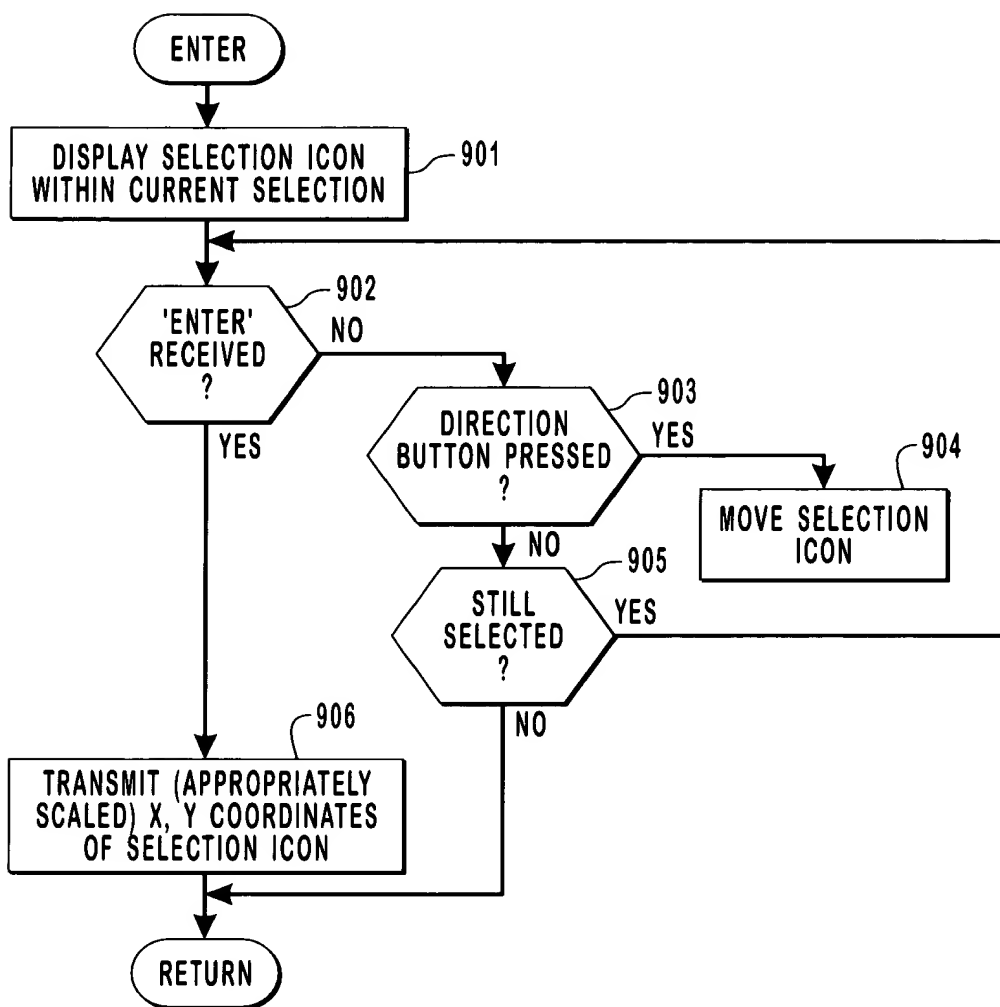 ENTER
DISPLAY SELECTION ICON
WITHIN CURRENT SELECTION
901
902
'ENTER'
RECEIVED
?
NO
YES
903
DIRECTION
BUTTON PRESSED
?
YES
NO
904
MOVE SELECTION
ICON
905
STILL
SELECTED
?
YES
NO
906
TRANSMIT (APPROPRIATELY
SCALED) X, Y COORDINATES
OF SELECTION ICON
RETURN